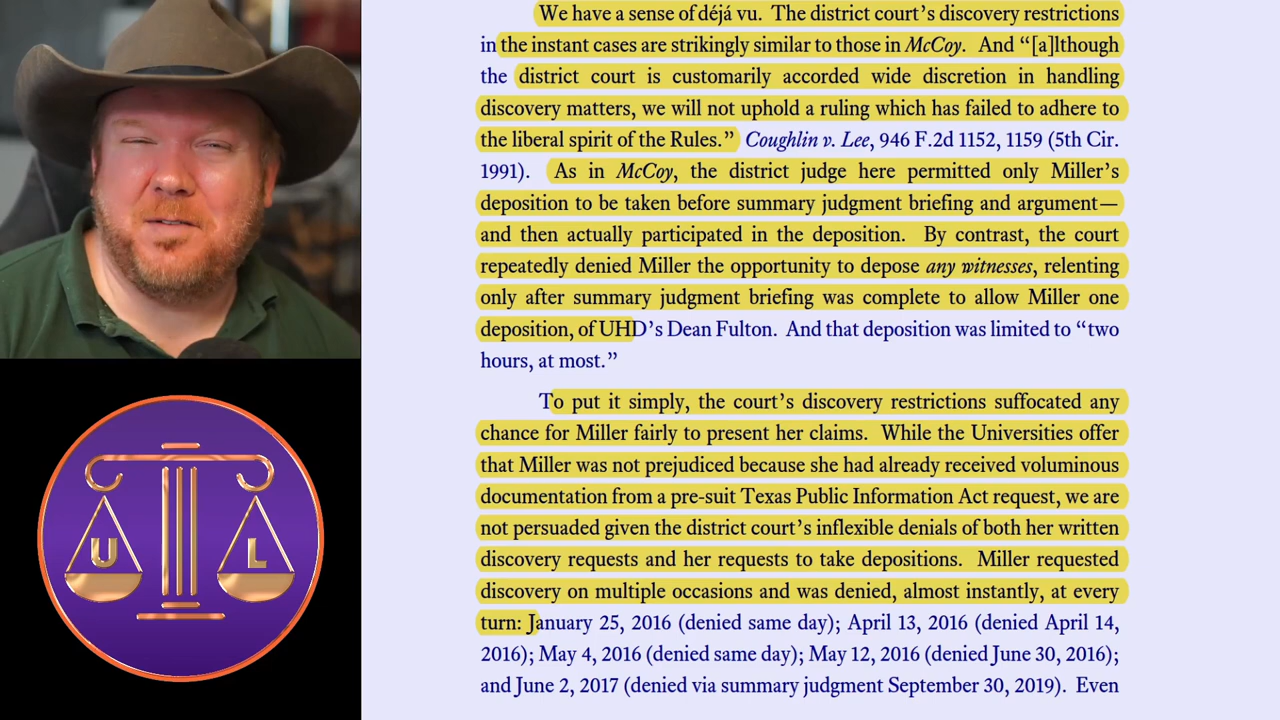 We have a sense of déjà vu. The district court’s discovery restrictions
in the instant cases are strikingly similar to those in McCoy. And “[a]lthough
the district court is customarily accorded wide discretion in handling
discovery matters, we will not uphold a ruling which has failed to adhere to
the liberal spirit of the Rules.” Coughlin v. Lee, 946 F.2d 1152, 1159 (5th Cir.
1991). As in McCoy, the district judge here permitted only Miller’s
deposition to be taken before summary judgment briefing and argument—
and then actually participated in the deposition. By contrast, the court
repeatedly denied Miller the opportunity to depose any witnesses, relenting
only after summary judgment briefing was complete to allow Miller one
deposition, of UHD’s Dean Fulton. And that deposition was limited to “two
hours, at most.”
To put it simply, the court’s discovery restrictions suffocated any
chance for Miller fairly to present her claims. While the Universities offer
that Miller was not prejudiced because she had already received voluminous
documentation from a pre-suit Texas Public Information Act request, we are
not persuaded given the district court’s inflexible denials of both her written
discovery requests and her requests to take depositions. Miller requested
discovery on multiple occasions and was denied, almost instantly, at every
turn: January 25, 2016 (denied same day); April 13, 2016 (denied April 14,
2016); May 4, 2016 (denied same day); May 12, 2016 (denied June 30, 2016);
and June 2, 2017 (denied via summary judgment September 30, 2019). Even
U L